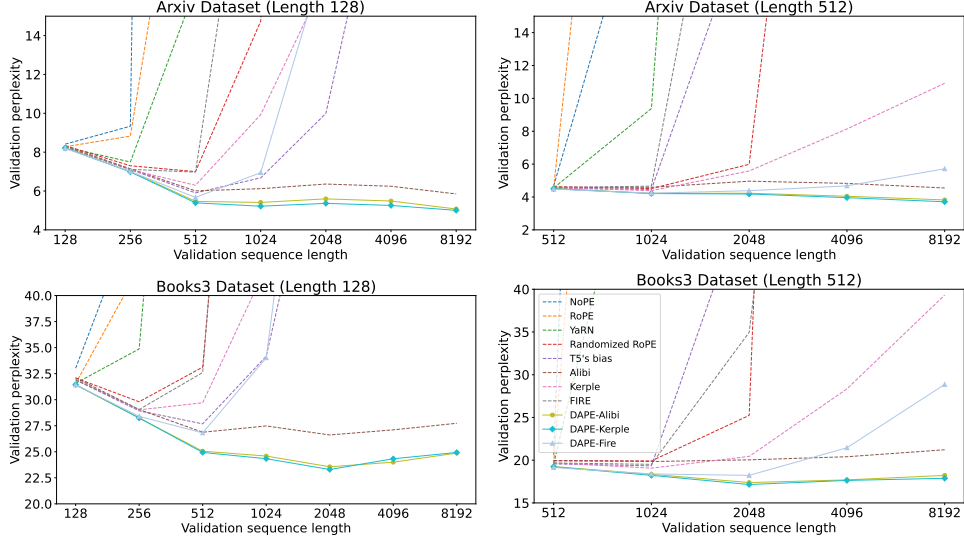 Arxiv Dataset (Length 128)
Validation perplexity
14
12
10
8
6
4
128 256 512 1024 2048 4096 8192
Validation sequence length
Arxiv Dataset (Length 512)
Validation perplexity
14
12
10
8
6
4
2
512 1024 2048 4096 8192
Validation sequence length
Books3 Dataset (Length 128)
Validation perplexity
40.0
37.5
35.0
32.5
30.0
27.5
25.0
22.5
20.0
128 256 512 1024 2048 4096 8192
Validation sequence length
Books3 Dataset (Length 512)
Validation perplexity
40
35
30
25
20
15
NoPE
RoPE
YaRN
Randomized RoPE
T5's bias
Alibi
Kerple
FIRE
DAPE-Alibi
DAPE-Kerple
DAPE-Fire
512 1024 2048 4096 8192
Validation sequence length